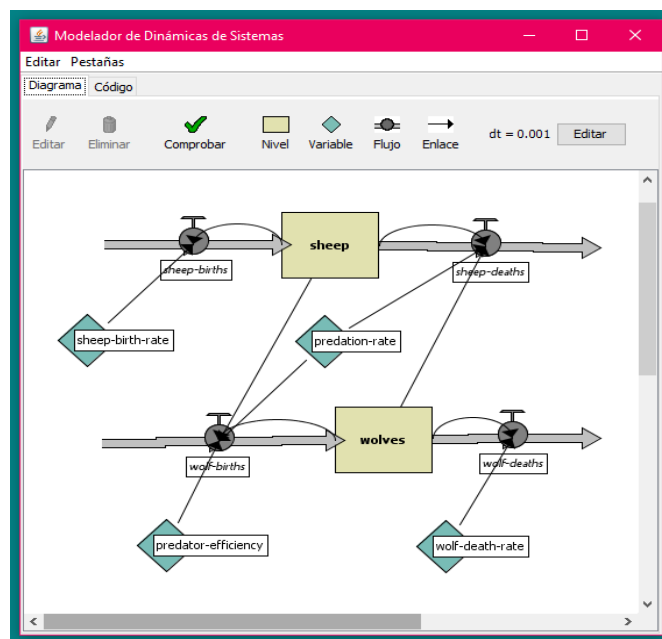 Modelador de Dinámicas de Sistemas
Editar Pestañas
Diagrama Código
Editar Eliminar Comprobar Nivel Variable Flujo Enlace dt = 0.001 Editar
sheep
sheep-births
sheep-deaths
sheep-birth-rate
predation-rate
wolves
wolf-births
wolf-deaths
predator-efficiency
wolf-death-rate